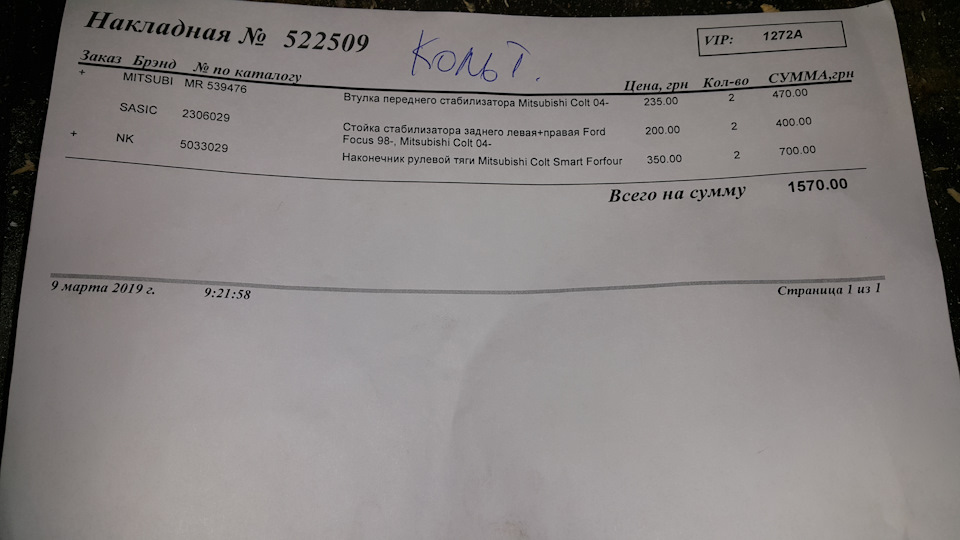 Накладная № 522509
Кольт.
VIP: 1272A
Заказ Брэнд № по каталогу Цена, грн Кол-во СУММА,грн
+ MITSUBI MR 539476 Втулка переднего стабилизатора Mitsubishi Colt 04- 235.00 2 470.00
SASIC 2306029 Стойка стабилизатора заднего левая+правая Ford 200.00 2 400.00
Focus 98-, Mitsubishi Colt 04-
+ NK 5033029 Наконечник рулевой тяги Mitsubishi Colt Smart Forfour 350.00 2 700.00
Всего на сумму 1570.00
9 марта 2019 г. 9:21:58 Страница 1 из 1